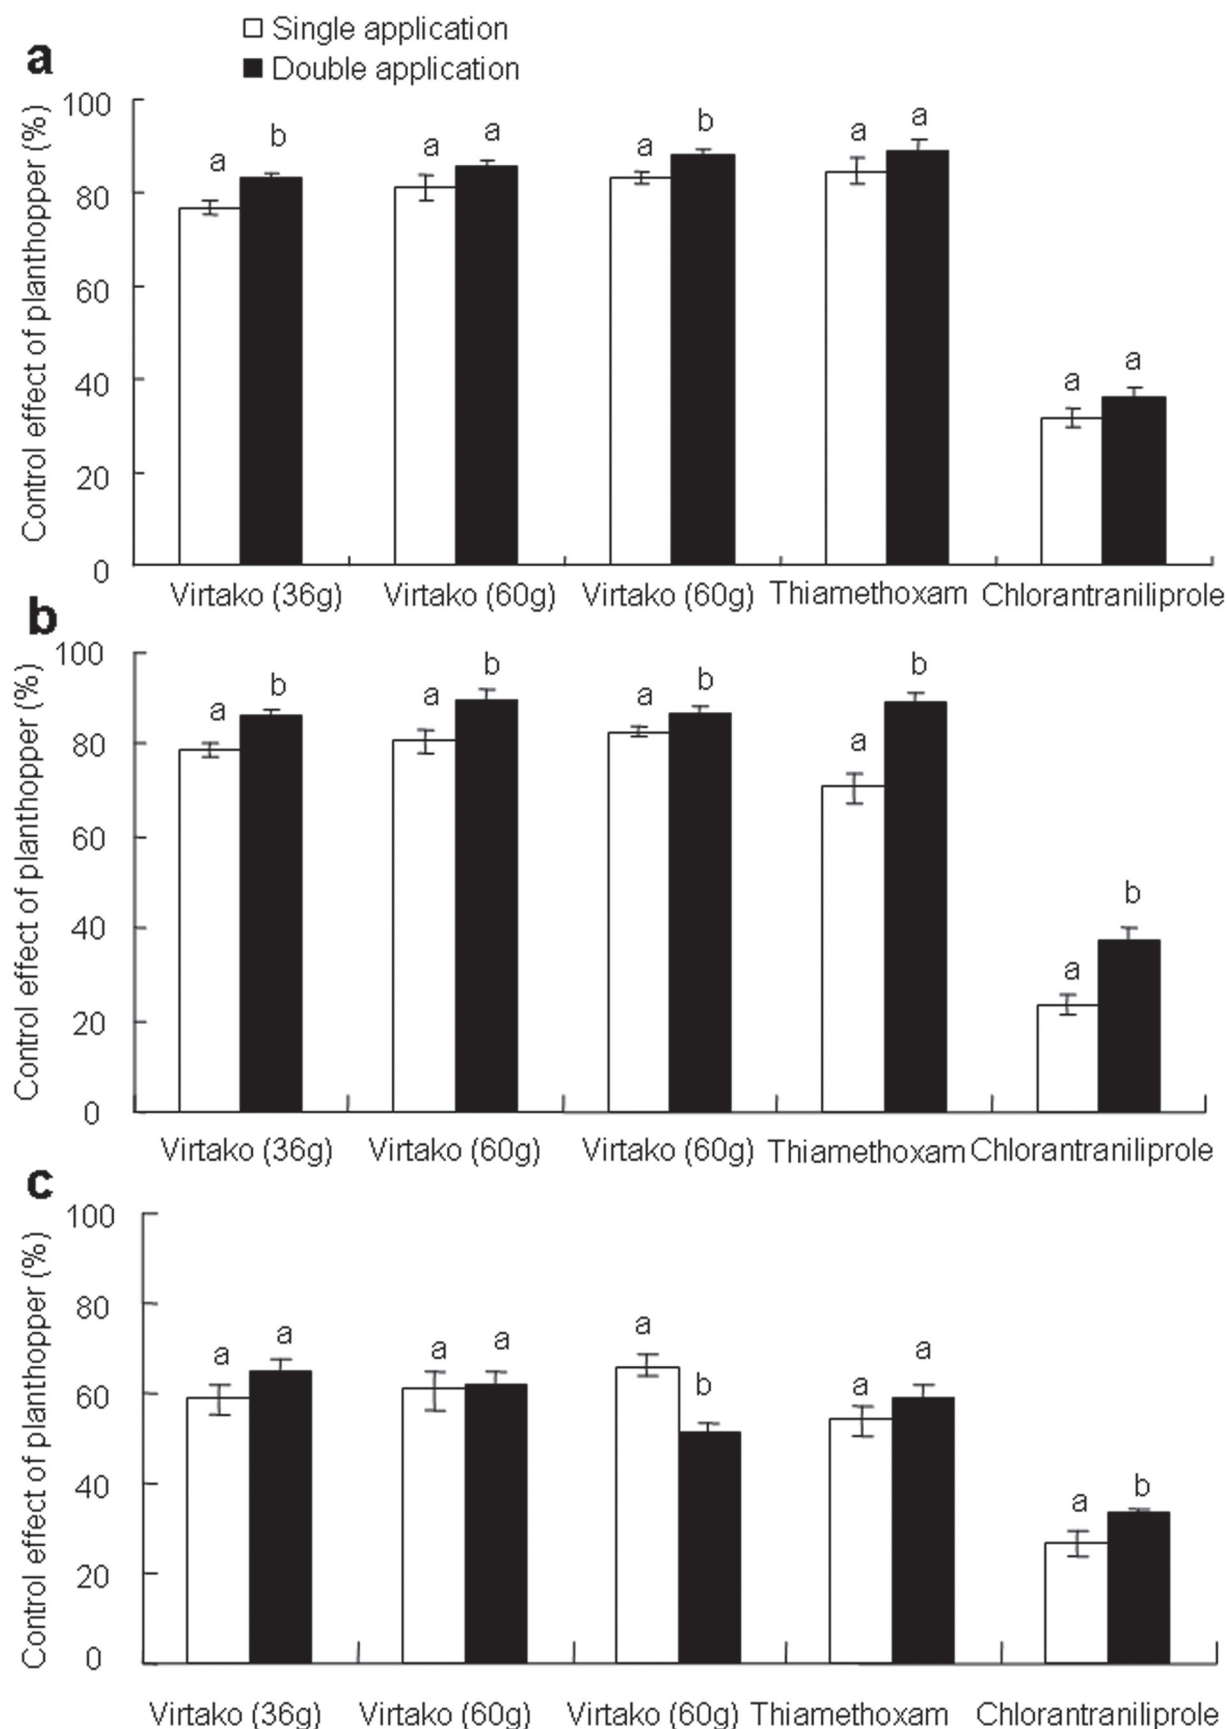 Single application
Double application
a
Control effect of planthopper (%)
100
80
60
40
20
0
a b a a a b a a a a
Virtako (36g) Virtako (60g) Virtako (60g) Thiamethoxam Chlorantraniliprole
b
Control effect of planthopper (%)
100
80
60
40
20
0
a b a b a b a b a b
Virtako (36g) Virtako (60g) Virtako (60g) Thiamethoxam Chlorantraniliprole
c
Control effect of planthopper (%)
100
80
60
40
20
0
a a a a a b a a a b
Virtako (36g) Virtako (60g) Virtako (60g) Thiamethoxam Chlorantraniliprole